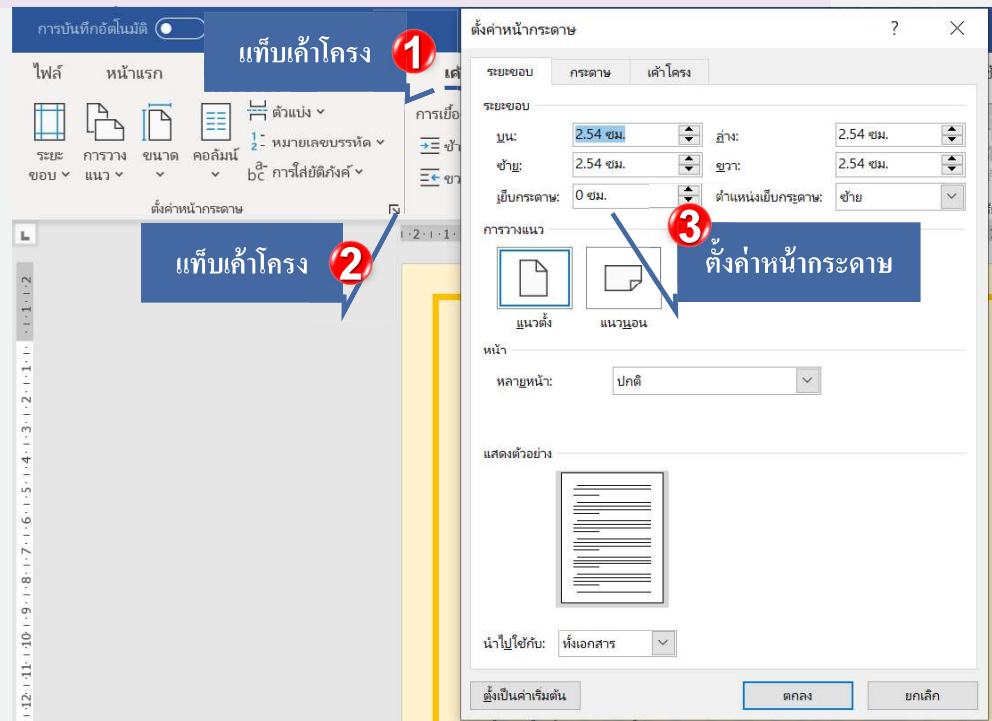 การบันทึกอัตโนมัติ
แท็บเค้าโครง 1
ไฟล์ หน้าแรก
ระยะขอบ การวางแนว ขนาด คอลัมน์
ตัวแบ่ง
หมายเลขบรรทัด
การใส่ยัติภังค์
ตั้งค่าหน้ากระดาษ
แท็บเค้าโครง 2
ตั้งค่าหน้ากระดาษ ? ×
ระยะขอบ กระดาษ เค้าโครง
ระยะขอบ
บน: 2.54 ซม. ล่าง: 2.54 ซม.
ซ้าย: 2.54 ซม. ขวา: 2.54 ซม.
เย็บกระดาษ: 0 ซม. ตำแหน่งเย็บกระดาษ: ซ้าย
3 ตั้งค่าหน้ากระดาษ
การวางแนว
แนวตั้ง แนวนอน
หน้า
หลายหน้า: ปกติ
แสดงตัวอย่าง
นำไปใช้กับ: ทั้งเอกสาร
ตั้งเป็นค่าเริ่มต้น ตกลง ยกเลิก